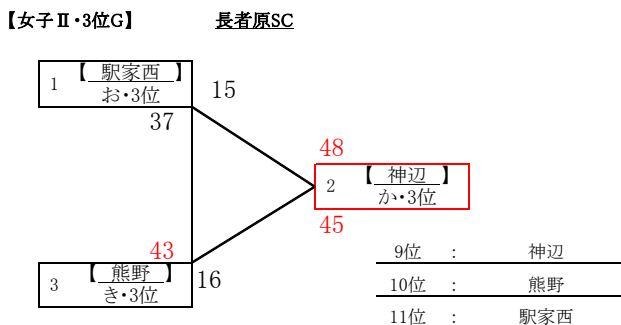 【女子Ⅱ・3位G】 長者原SC
1 【 駅家西 】 15
お・3位
37
48
2 【 神辺 】
か・3位
45
43
3 【 熊野 】 16
き・3位
9位 : 神辺
10位 : 熊野
11位 : 駅家西